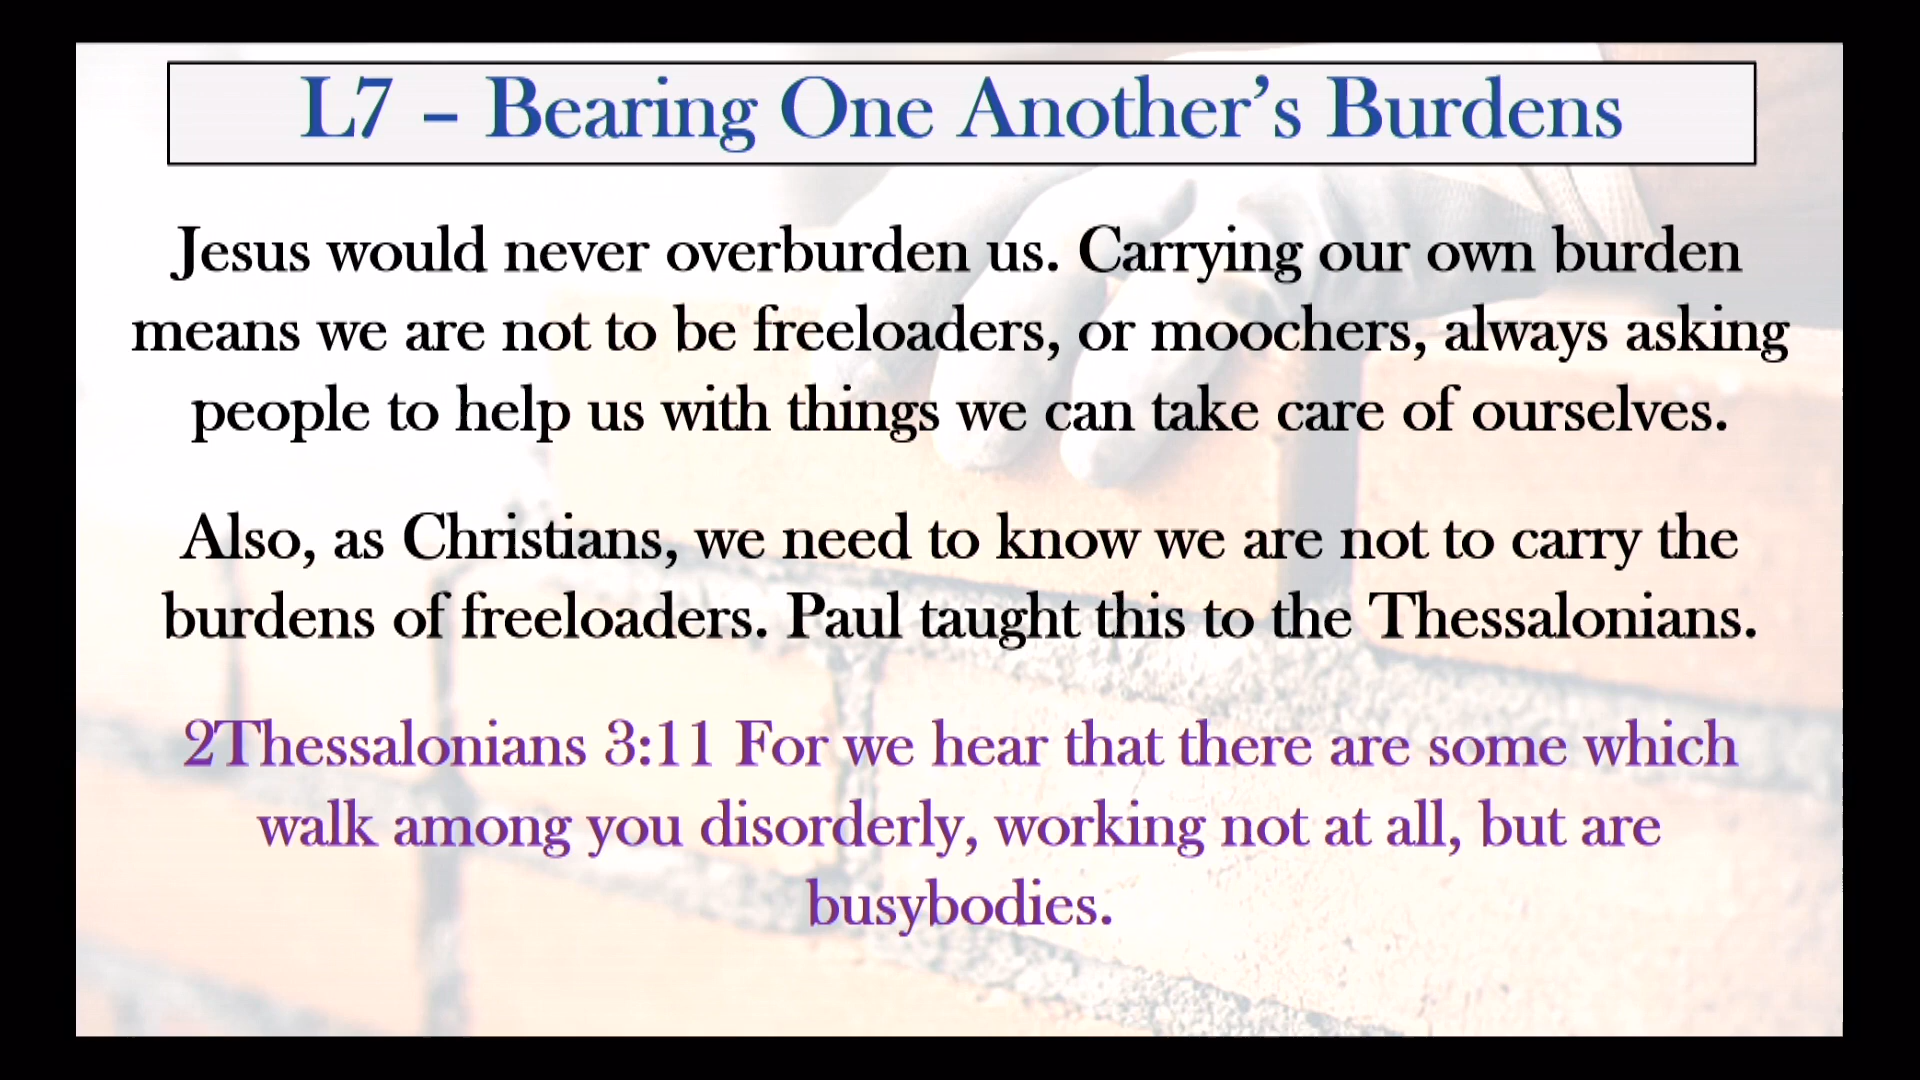 L7 – Bearing One Another’s Burdens
Jesus would never overburden us. Carrying our own burden
means we are not to be freeloaders, or moochers, always asking
people to help us with things we can take care of ourselves.
Also, as Christians, we need to know we are not to carry the
burdens of freeloaders. Paul taught this to the Thessalonians.
2Thessalonians 3:11 For we hear that there are some which
walk among you disorderly, working not at all, but are
busybodies.